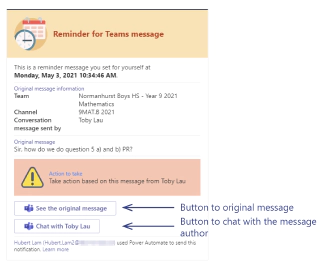 Reminder for Teams message
This is a reminder message you set for yourself at
Monday, May 3, 2021 10:34:46 AM.
Original message information
Team Normanhurst Boys HS - Year 9 2021
Mathematics
Channel 9MAT.B 2021
Conversation Toby Lau
message sent by
Original message
Sir, how do we do question 5 a) and b) PR?
Action to take
Take action based on this message from Toby Lau
See the original message
Button to original message
Chat with Toby Lau
Button to chat with the message
author
Hubert Lam (Hubert.Lam2@ used Power Automate to send this
notification. Learn more